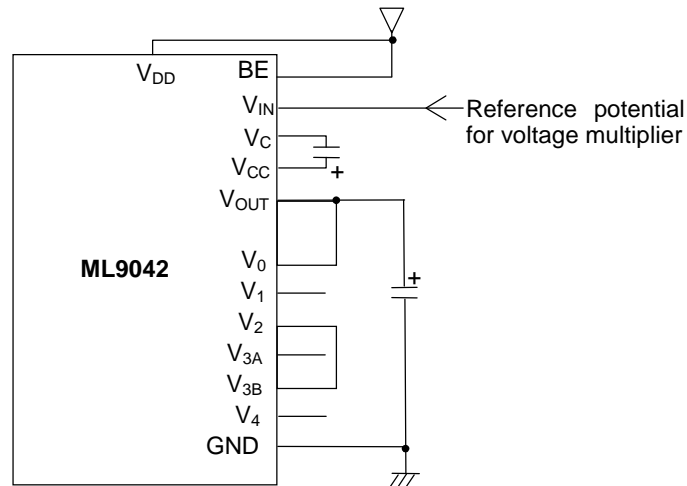 V_DD
BE
V_IN
Reference potential
for voltage multiplier
V_C
V_CC
+
V_OUT
ML9042
V_0
+
V_1
V_2
V_3A
V_3B
V_4
GND